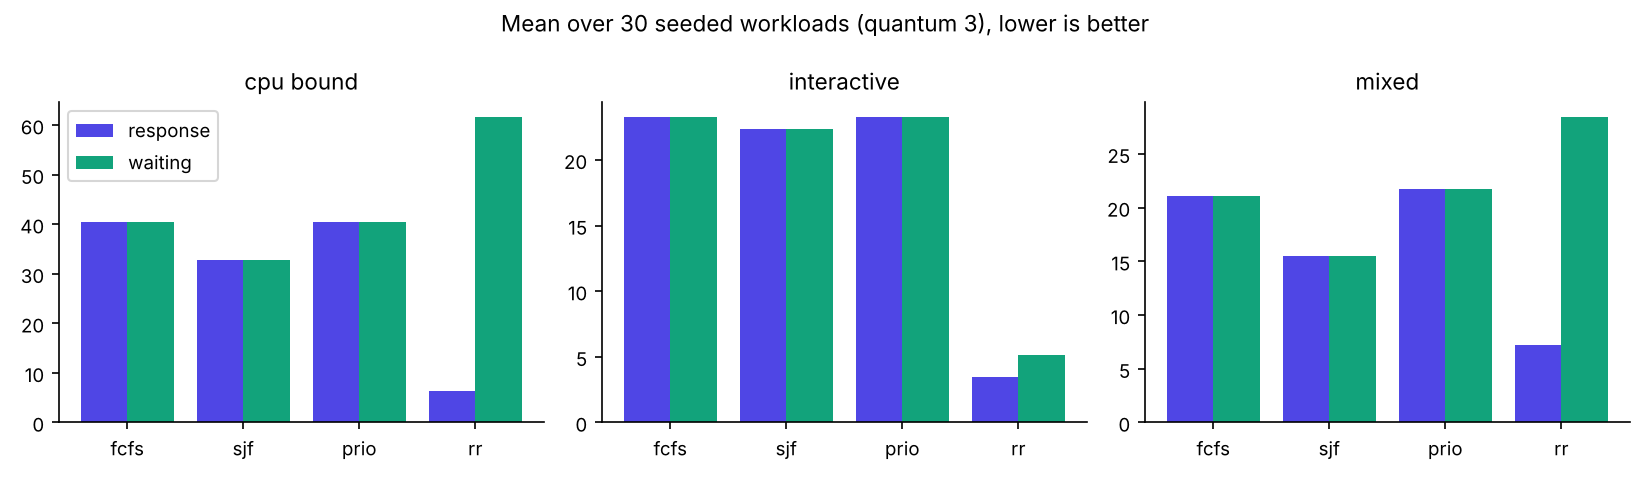 Mean over 30 seeded workloads (quantum 3), lower is better
cpu bound
response
waiting
60
50
40
30
20
10
0
fcfs sjf prio rr
interactive
20
15
10
5
0
fcfs sjf prio rr
mixed
25
20
15
10
5
0
fcfs sjf prio rr